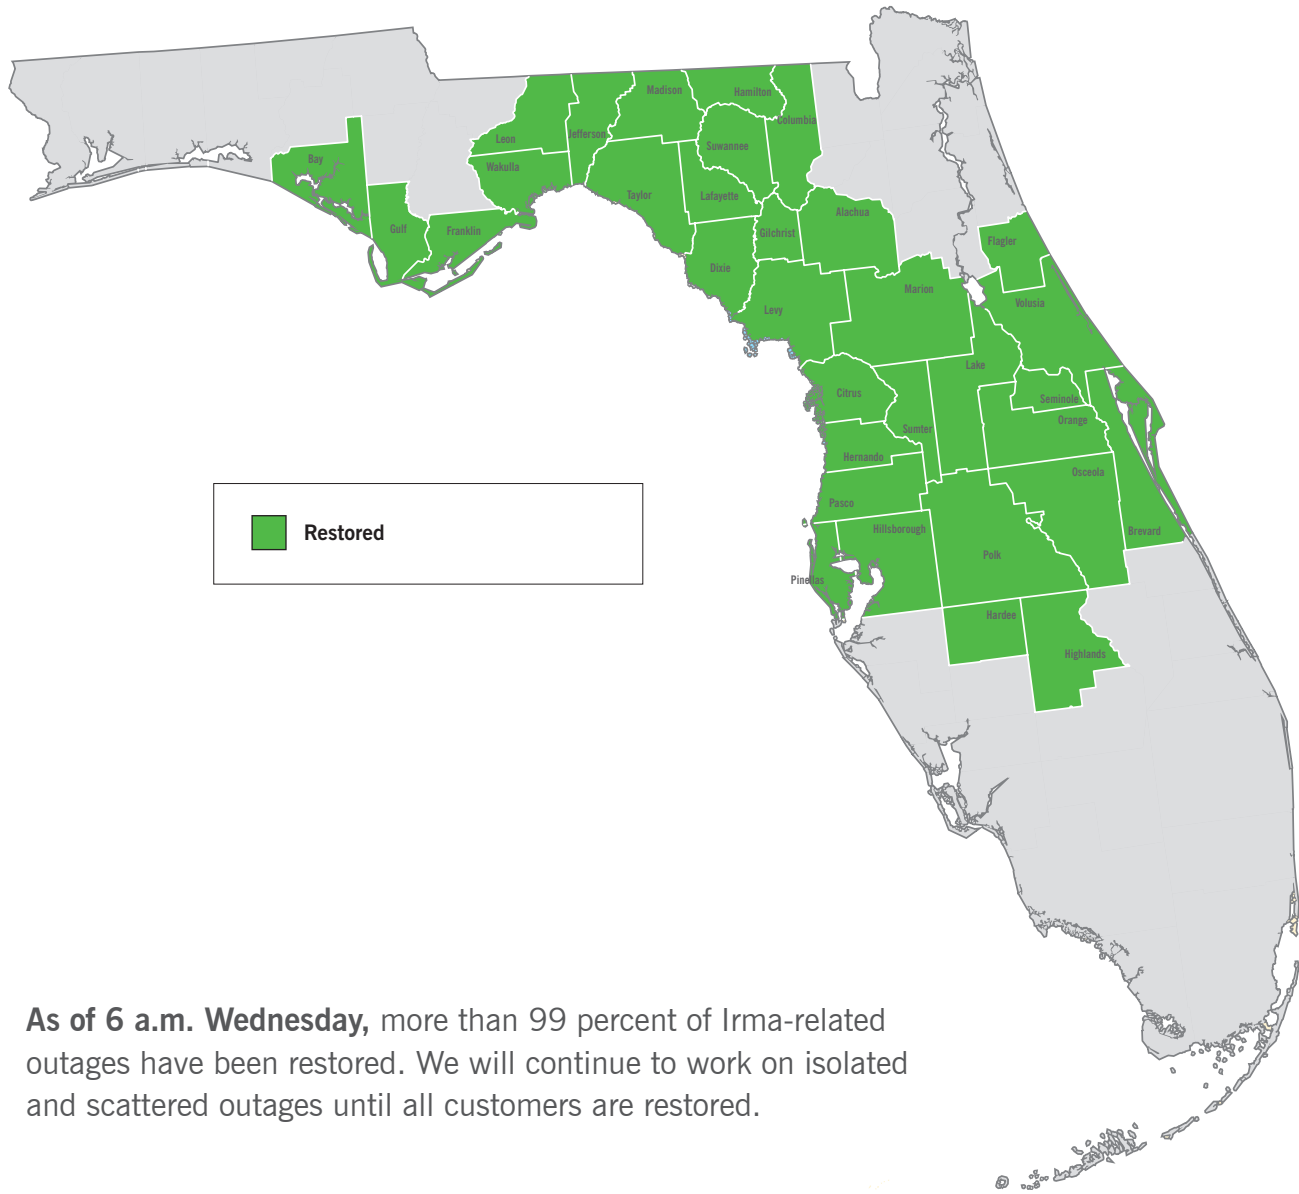 Madison
Hamilton
Columbia
Leon
Jefferson
Suwannee
Bay
Wakulla
Taylor
Lafayette
Alachua
Gulf
Franklin
Gilchrist
Flagler
Dixie
Marion
Volusia
Levy
Lake
Citrus
Seminole
Orange
Sumter
Hernando
Osceola
Pasco
Hillsborough
Brevard
Restored
Polk
Pinellas
Hardee
Highlands
As of 6 a.m. Wednesday, more than 99 percent of Irma-related
outages have been restored. We will continue to work on isolated
and scattered outages until all customers are restored.